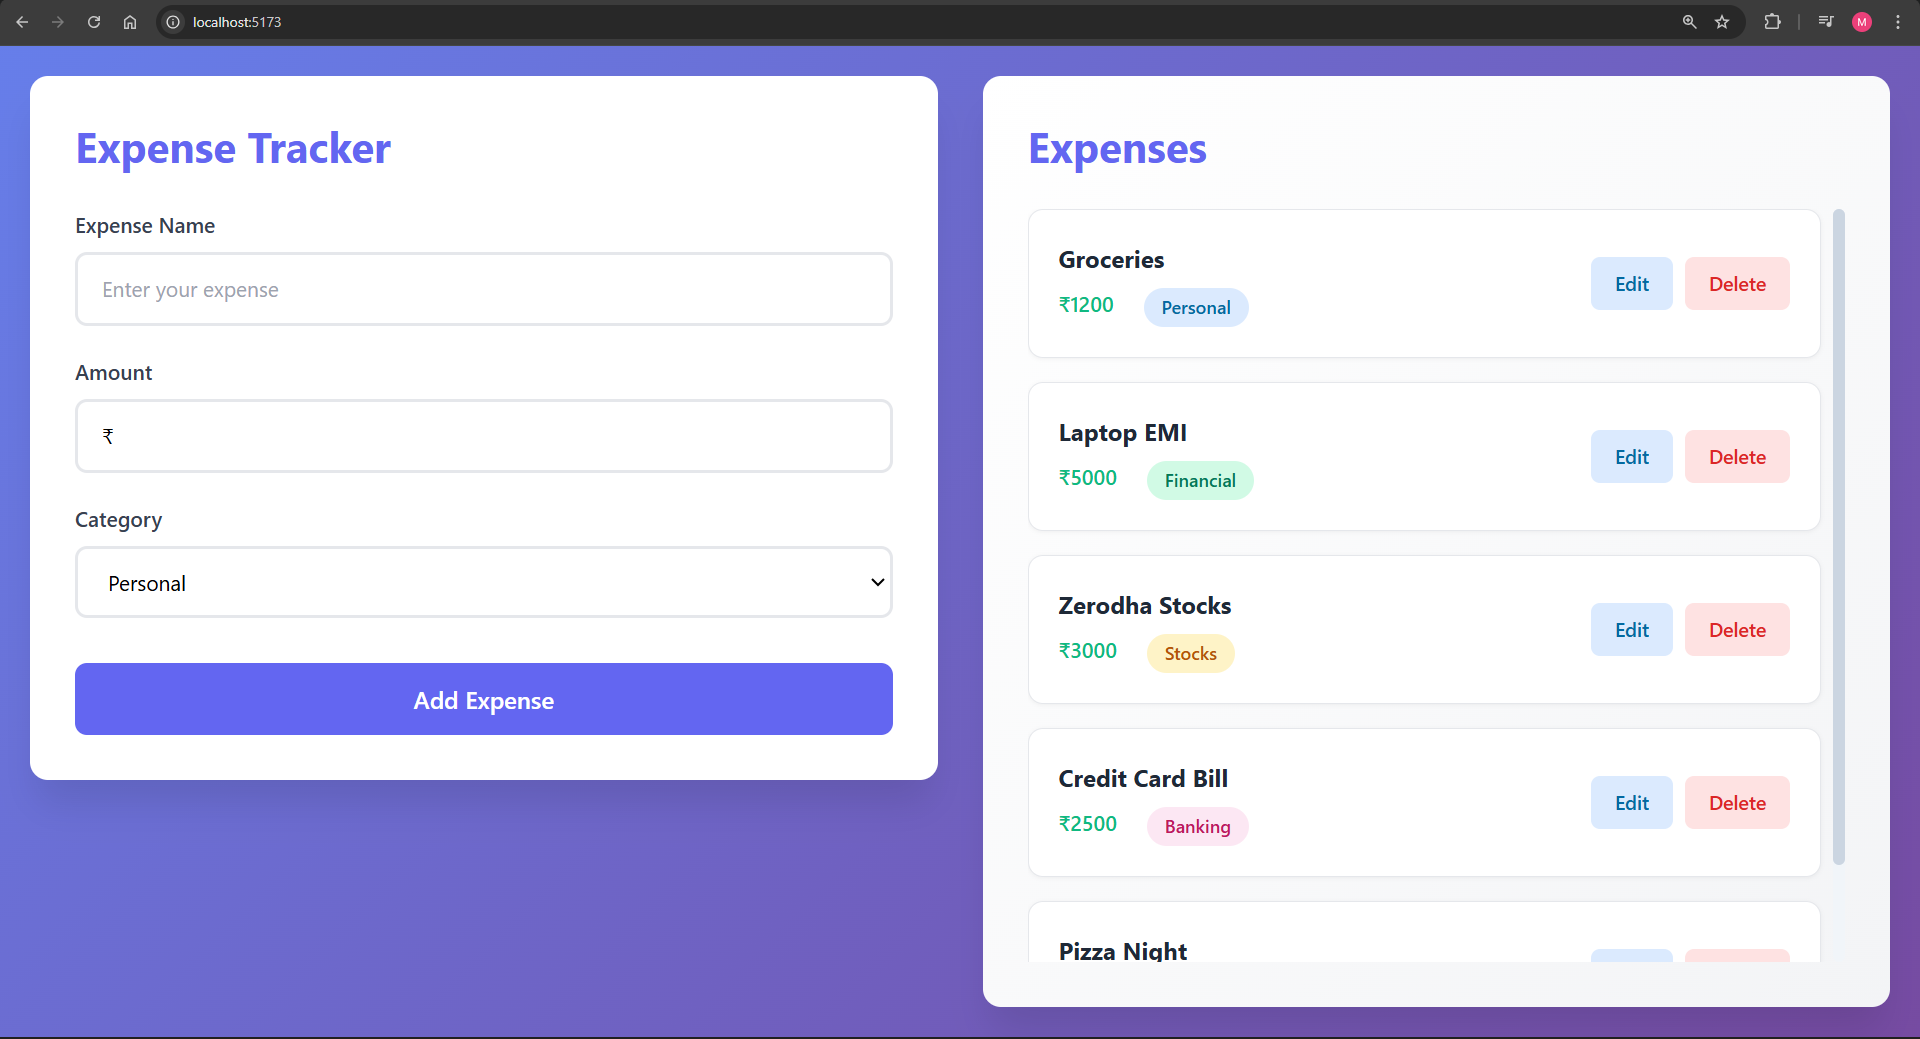 localhost:5173
M
Expense Tracker
Expense Name
Enter your expense
Amount
₹
Category
Personal
Add Expense
Expenses
Groceries
₹1200 Personal
Edit Delete
Laptop EMI
₹5000 Financial
Edit Delete
Zerodha Stocks
₹3000 Stocks
Edit Delete
Credit Card Bill
₹2500 Banking
Edit Delete
Pizza Night